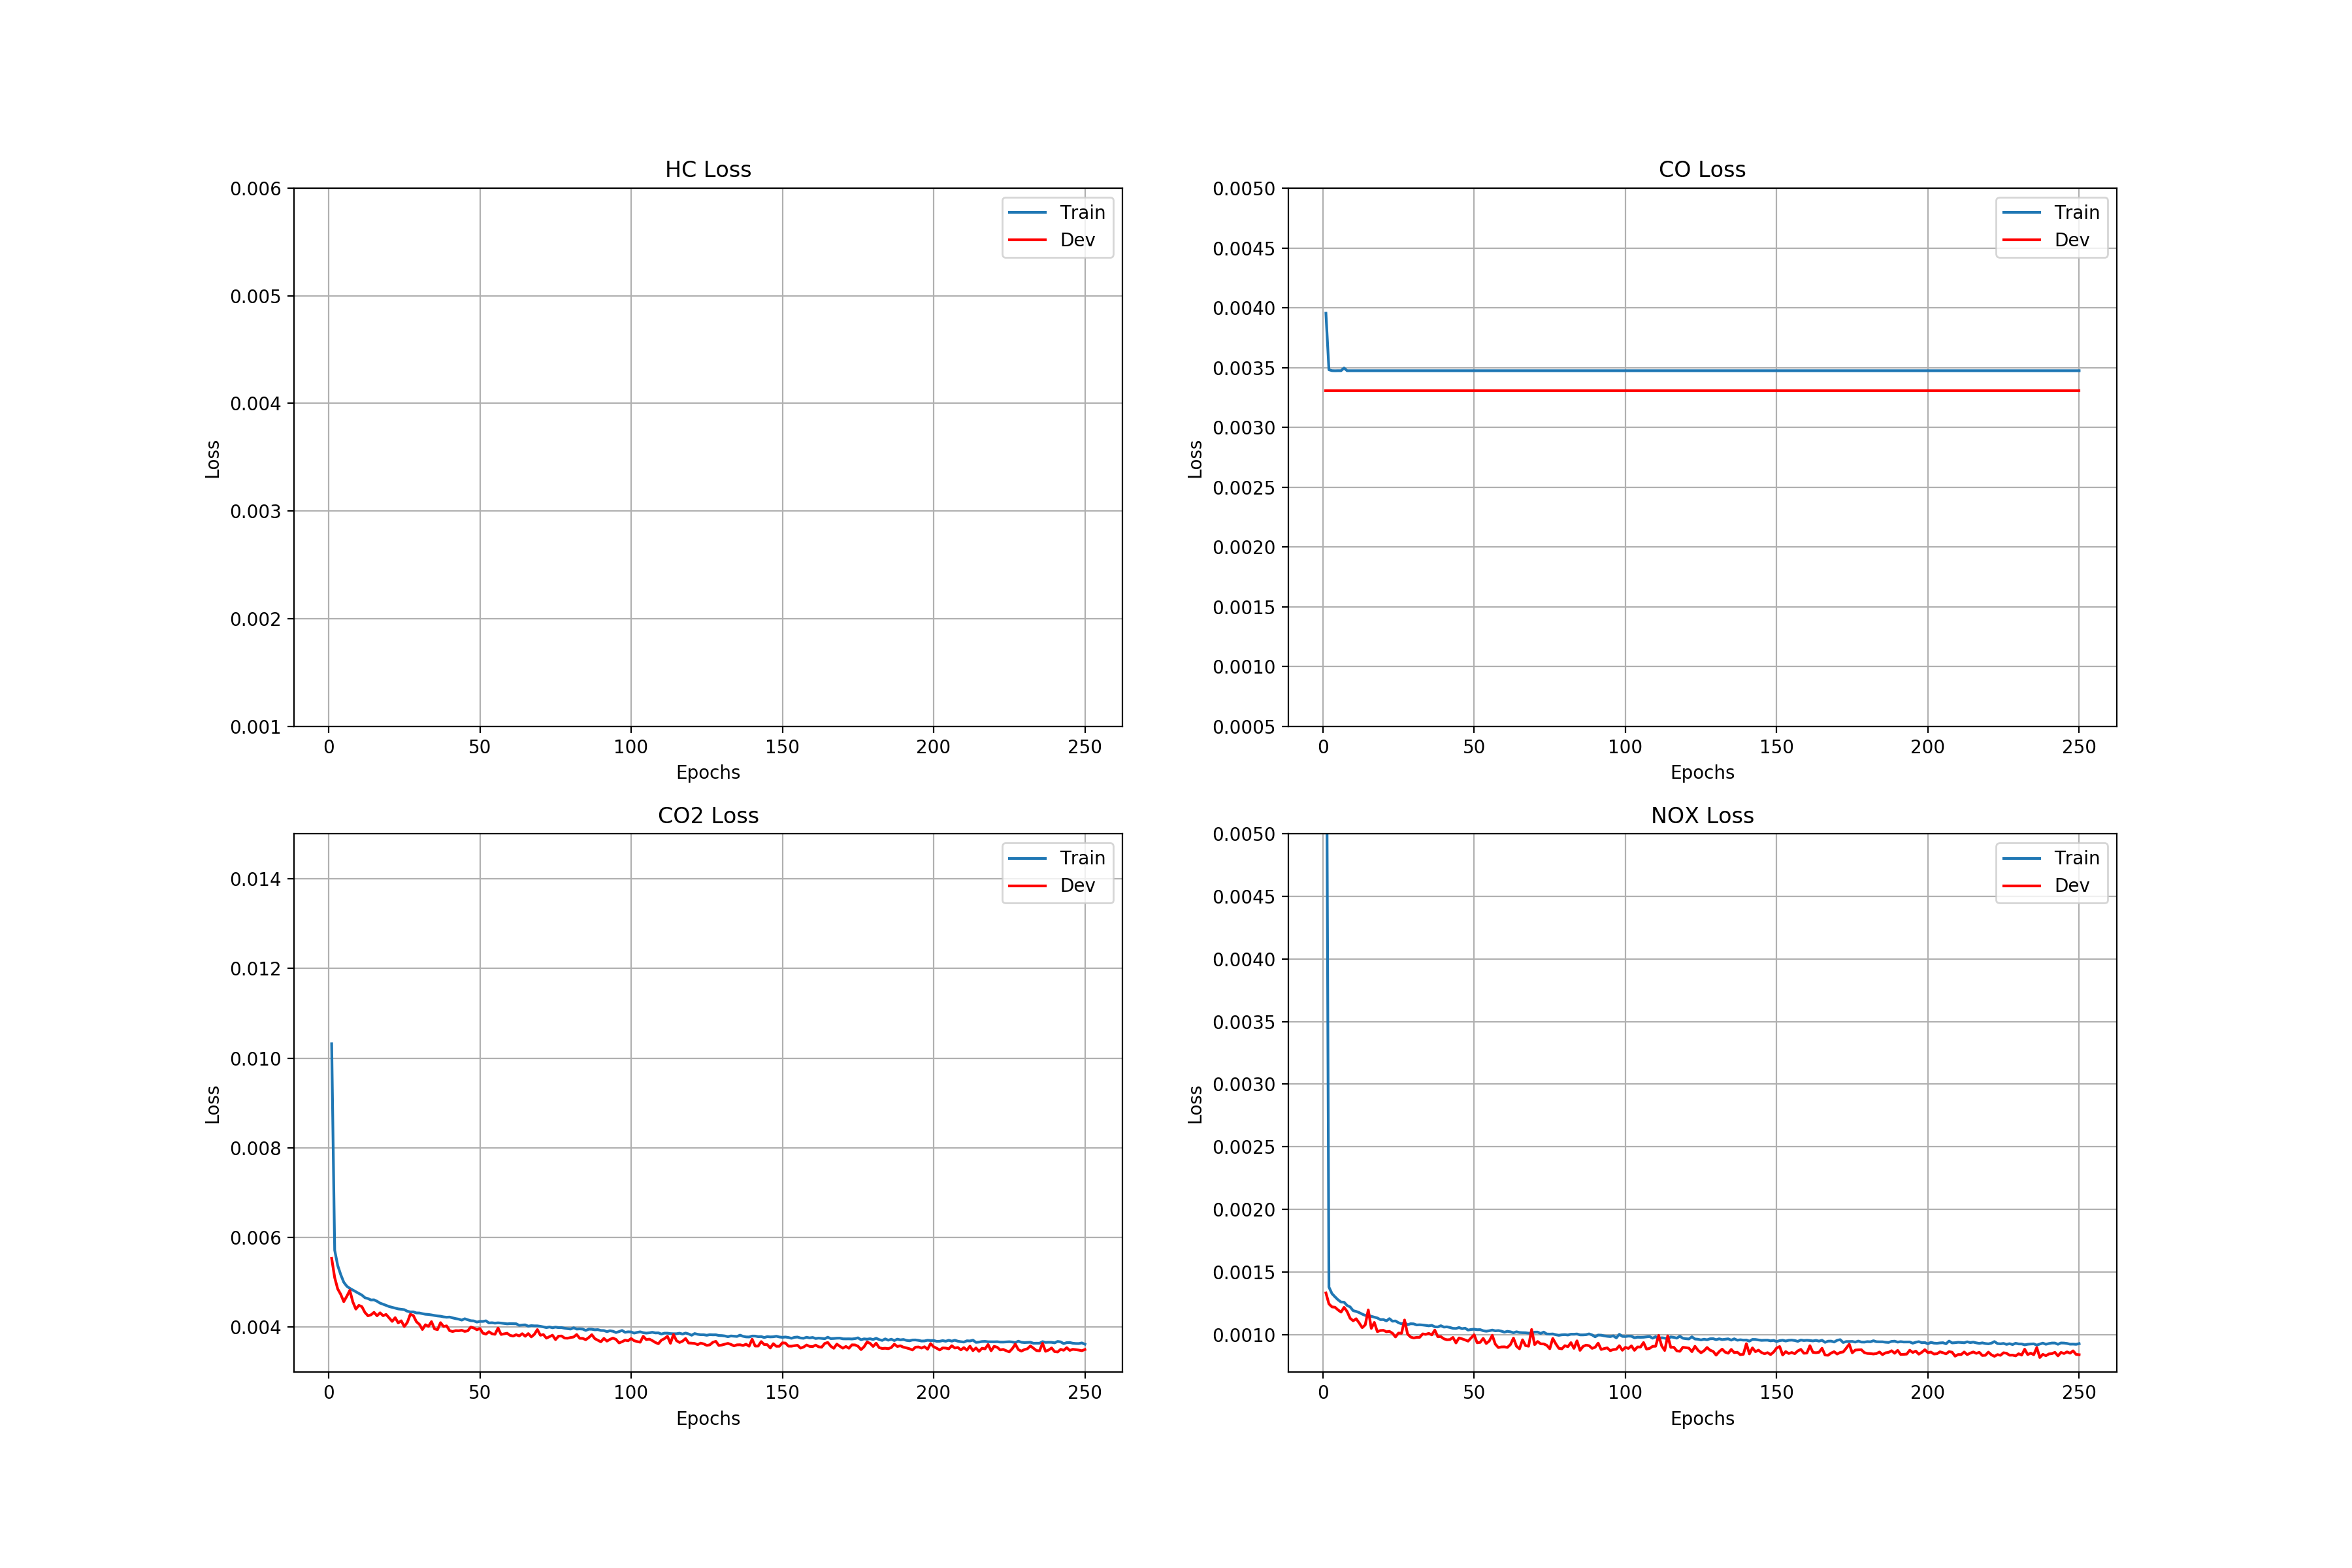 HC Loss
Train
Dev
0.006
0.005
0.004
0.003
0.002
0.001
Loss
0 50 100 150 200 250
Epochs
CO Loss
Train
Dev
0.0050
0.0045
0.0040
0.0035
0.0030
0.0025
0.0020
0.0015
0.0010
0.0005
Loss
0 50 100 150 200 250
Epochs
CO2 Loss
Train
Dev
0.014
0.012
0.010
0.008
0.006
0.004
Loss
0 50 100 150 200 250
Epochs
NOX Loss
Train
Dev
0.0050
0.0045
0.0040
0.0035
0.0030
0.0025
0.0020
0.0015
0.0010
Loss
0 50 100 150 200 250
Epochs